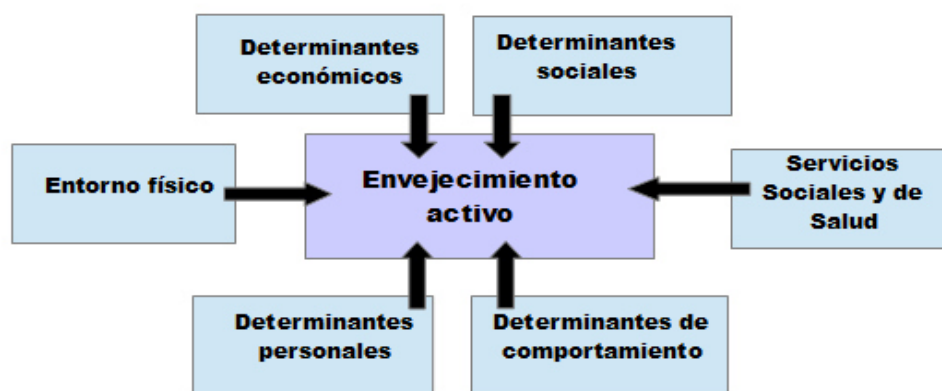 Determinantes
económicos
Determinantes
sociales
Entorno físico
Envejecimiento
activo
Servicios
Sociales y de
Salud
Determinantes
personales
Determinantes de
comportamiento